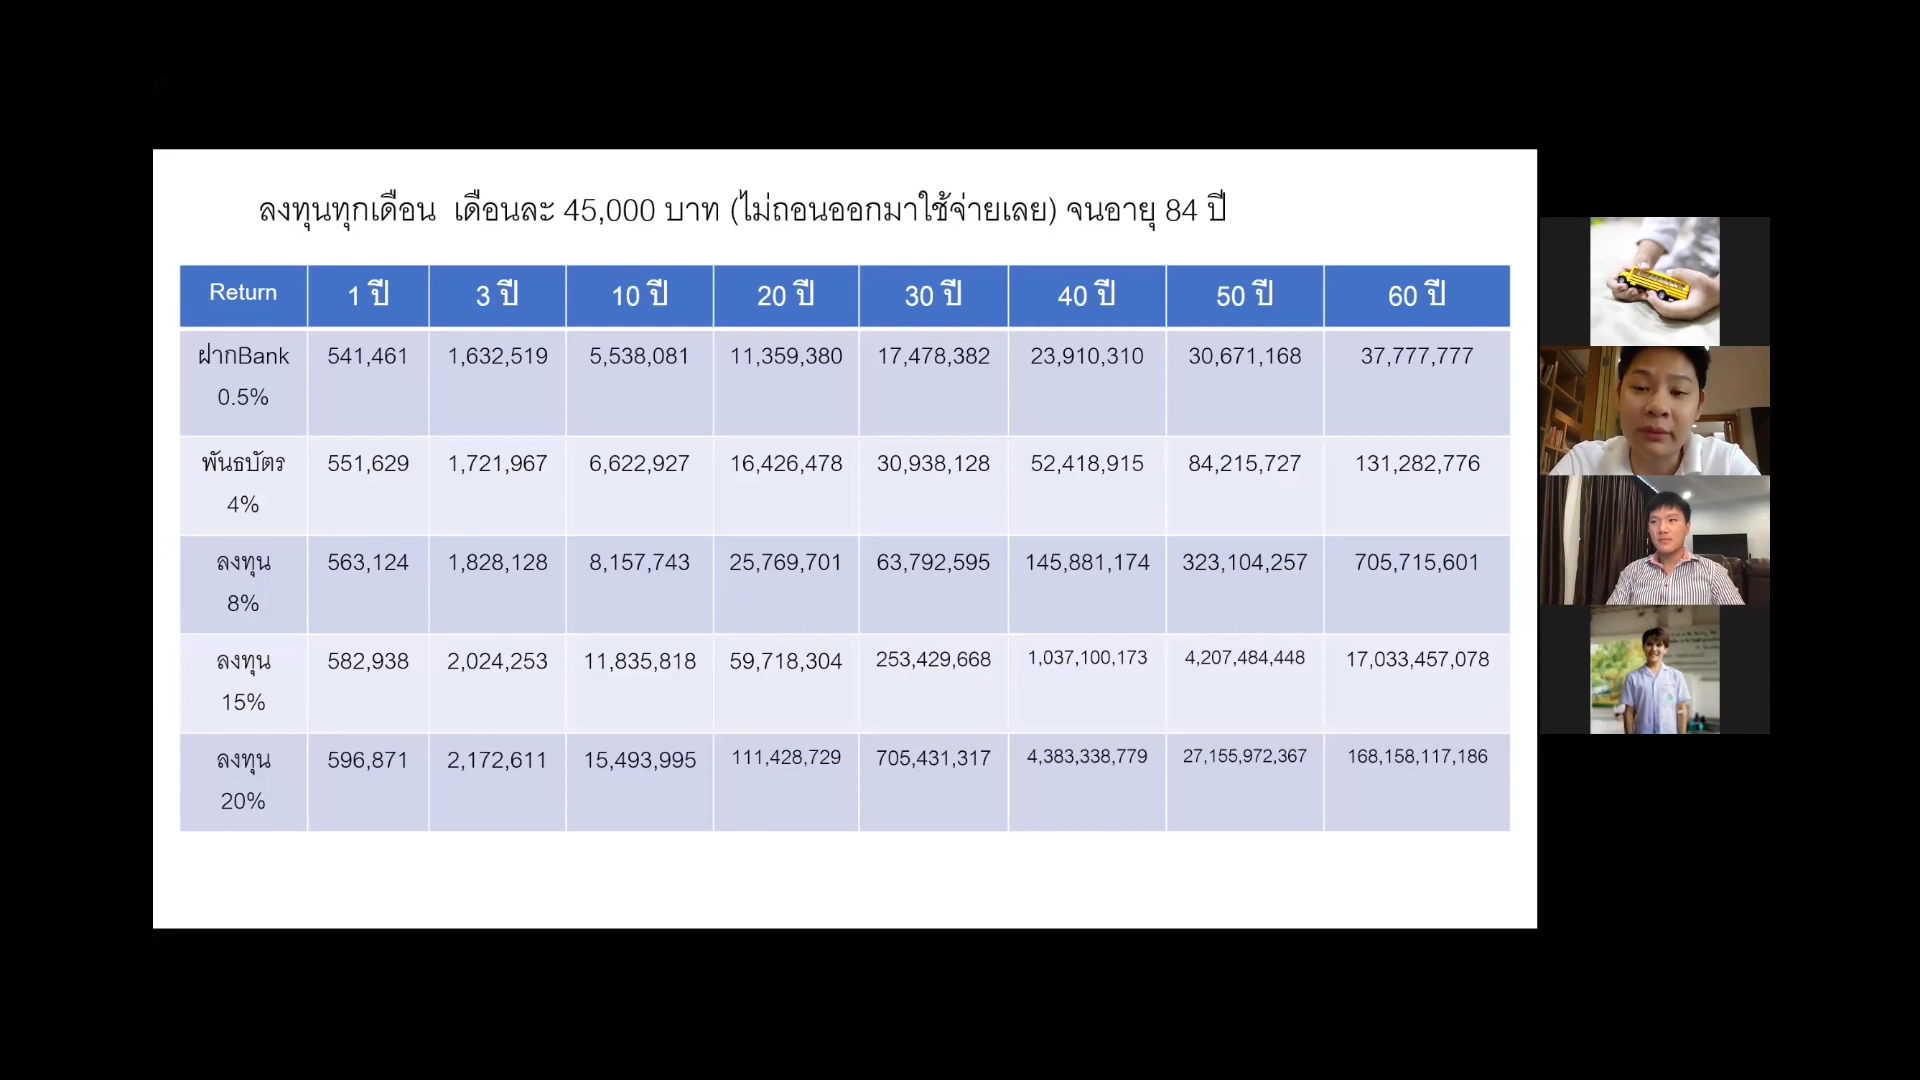 ลงทุนทุกเดือน เดือนละ 45,000 บาท (ไม่ถอนออกมาใช้จ่ายเลย) จนอายุ 84 ปี
Return 1 ปี 3 ปี 10 ปี 20 ปี 30 ปี 40 ปี 50 ปี 60 ปี
ฝากBank 541,461 1,632,519 5,538,081 11,359,380 17,478,382 23,910,310 30,671,168 37,777,777
0.5%
พันธบัตร 551,629 1,721,967 6,622,927 16,426,478 30,938,128 52,418,915 84,215,727 131,282,776
4%
ลงทุน 563,124 1,828,128 8,157,743 25,769,701 63,792,595 145,881,174 323,104,257 705,715,601
8%
ลงทุน 582,938 2,024,253 11,835,818 59,718,304 253,429,668 1,037,100,173 4,207,484,448 17,033,457,078
15%
ลงทุน 596,871 2,172,611 15,493,995 111,428,729 705,431,317 4,383,338,779 27,155,972,367 168,158,117,186
20%